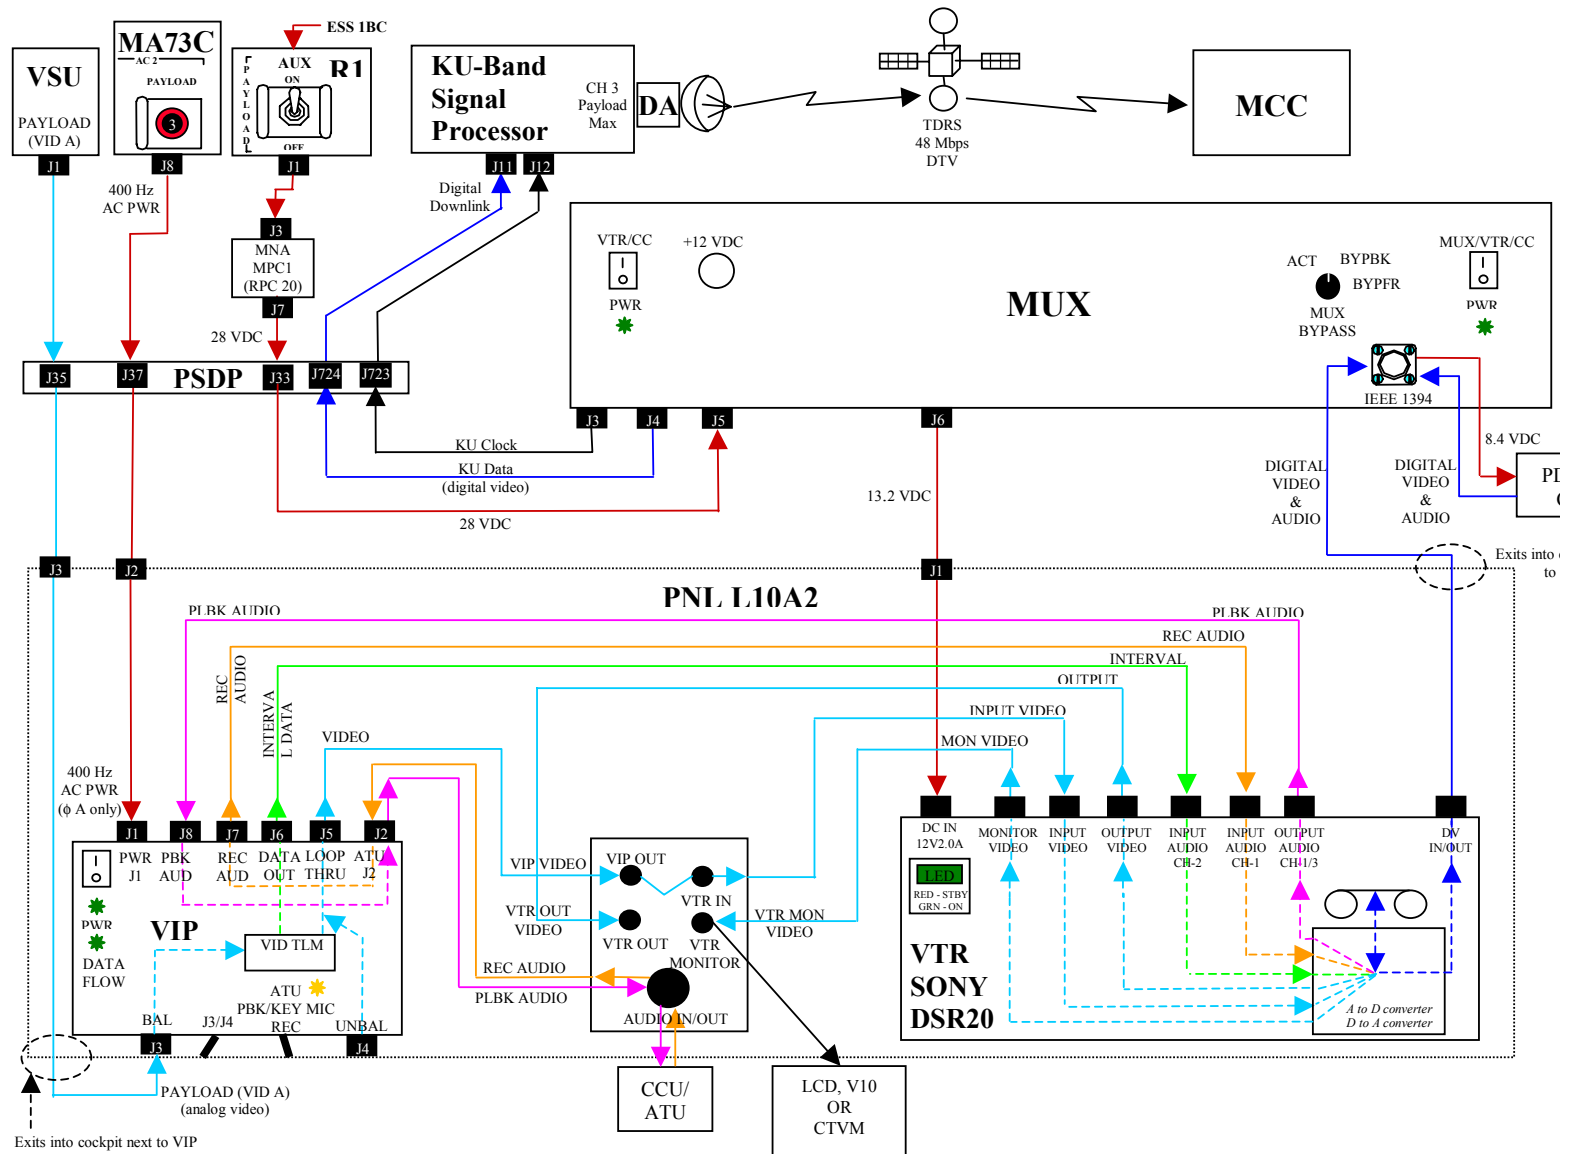 ESS 1BC
VSU
PAYLOAD
(VID A)
J1
MA73C
AC 2
PAYLOAD
3
J8
R1
AUX
ON
PAYLOAD
OFF
J1
KU-Band
Signal
Processor
CH 3
Payload
Max
J11
J12
DA
TDRS
48 Mbps
DTV
MCC
400 Hz
AC PWR
Digital
Downlink
J3
MNA
MPC1
(RPC 20)
J7
28 VDC
J35
J37
PSDP
J33
J724
J723
VTR/CC
PWR
+12 VDC
MUX
ACT
BYPBK
BYPFR
MUX
BYPASS
MUX/VTR/CC
PWR
IEEE 1394
J3
J4
J5
J6
KU Clock
KU Data
(digital video)
28 VDC
13.2 VDC
8.4 VDC
DIGITAL
VIDEO
&
AUDIO
DIGITAL
VIDEO
&
AUDIO
Exits into
to
J3
J2
J1
PNL L10A2
PLBK AUDIO
PLBK AUDIO
REC AUDIO
REC
AUDIO
INTERVAL
INTERVA
L DATA
OUTPUT
INPUT VIDEO
VIDEO
MON VIDEO
400 Hz
AC PWR
(ϕ A only)
J1
J8
J7
J6
J5
J2
PWR
J1
PBK
AUD
REC
AUD
DATA
OUT
LOOP
THRU
ATU
J2
PWR
VIP
DATA
FLOW
VID TLM
ATU
PBK/KEY MIC
REC
BAL
J3/J4
UNBAL
J3
J4
PAYLOAD (VID A)
(analog video)
Exits into cockpit next to VIP
VIP VIDEO
VIP OUT
VTR IN
VTR OUT
VIDEO
VTR OUT
VTR
MONITOR
VTR MON
VIDEO
REC AUDIO
PLBK AUDIO
AUDIO IN/OUT
CCU/
ATU
LCD, V10
OR
CTVM
DC IN
12V2.0A
MONITOR
VIDEO
INPUT
VIDEO
OUTPUT
VIDEO
INPUT
AUDIO
CH-2
INPUT
AUDIO
CH-1
OUTPUT
AUDIO
CH-1/3
DV
IN/OUT
LED
RED - STBY
GRN - ON
VTR
SONY
DSR20
A to D converter
D to A converter